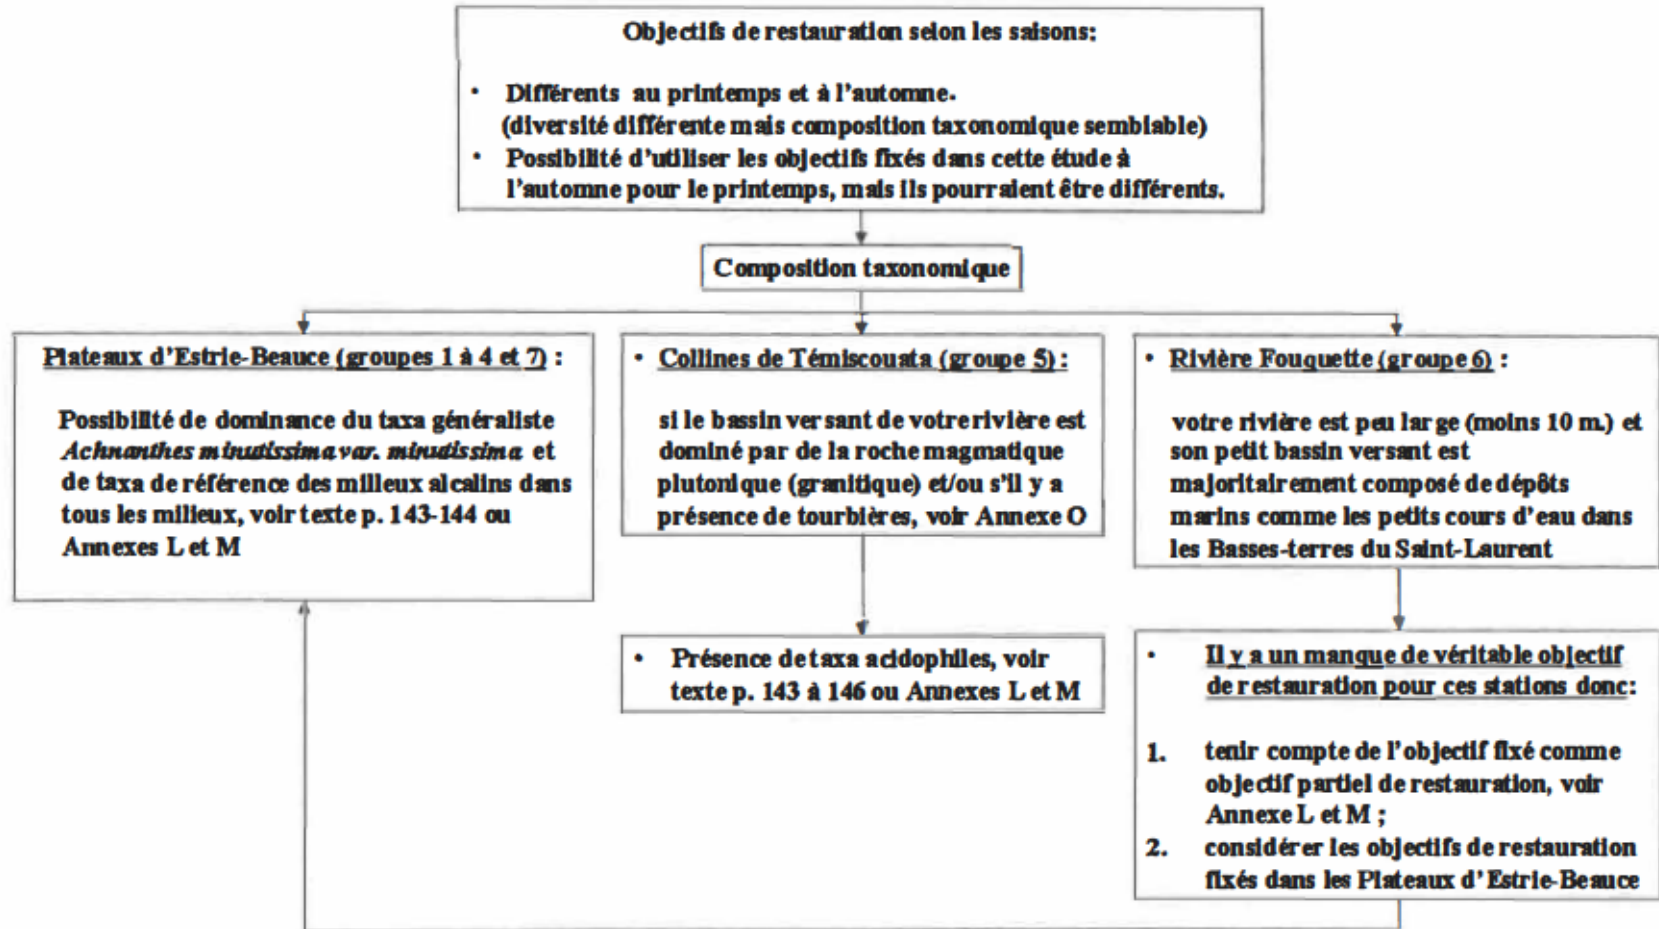 Objectifs de restauration selon les saisons:
• Différents au printemps et à l'automne.
(diversité différente mais composition taxonomique semblable)
• Possibilité d'utiliser les objectifs fixés dans cette étude à
l'automne pour le printemps, mais ils pourraient être différents.
Composition taxonomique
Plateaux d'Estrie-Beauce (groupes 1 à 4 et 7) :
Possibilité de dominance du taxa généraliste
Achnanthes minutissima var. minutissima et
de taxa de référence des milieux alcalins dans
tous les milieux, voir texte p. 143-144 ou
Annexes L et M
• Collines de Témiscouata (groupe 5) :
si le bassin versant de votre rivière est
dominé par de la roche magmatique
plutonique (granitique) et/ou s'il y a
présence de tourbières, voir Annexe O
• Présence de taxa acidophiles, voir
texte p. 143 à 146 ou Annexes L et M
• Rivière Fouquette (groupe 6) :
votre rivière est peu large (moins 10 m.) et
son petit bassin versant est
majoritairement composé de dépôts
marins comme les petits cours d'eau dans
les Basses-terres du Saint-Laurent
• Il y a un manque de véritable objectif
de restauration pour ces stations donc:
1. tenir compte de l'objectif fixé comme
objectif partiel de restauration, voir
Annexe L et M ;
2. considérer les objectifs de restauration
fixés dans les Plateaux d'Estrie-Beauce